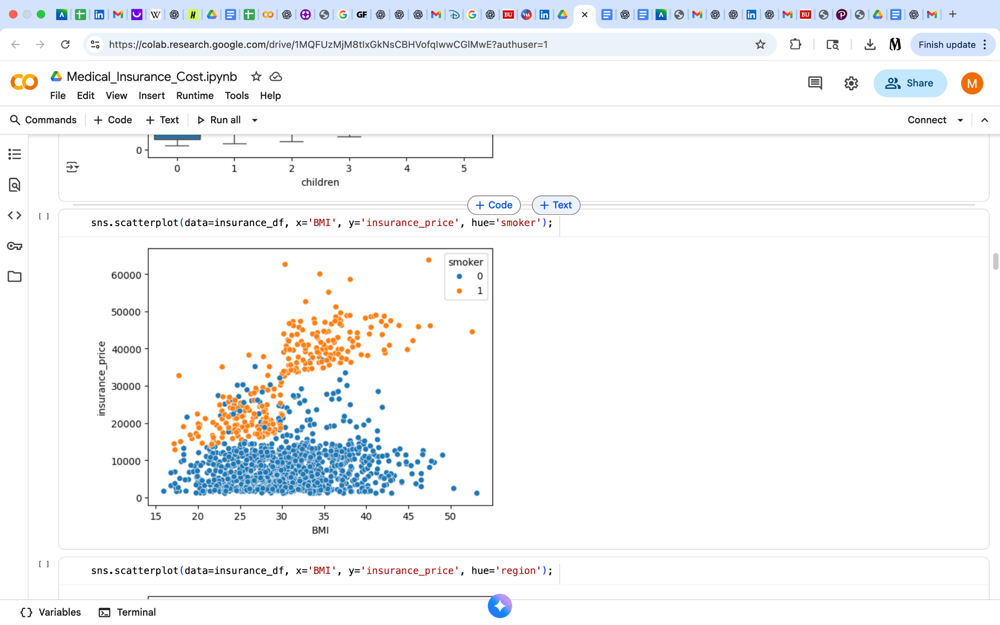 https://colab.research.google.com/drive/1MQFUzMjM8tIxGkNsCBHVofqIwwCGlMwE?authuser=1
Finish update
Medical_Insurance_Cost.ipynb
File Edit View Insert Runtime Tools Help
Share
M
Commands + Code + Text Run all
Connect
0
0 1 2 3 4 5
children
+ Code + Text
[ ]
sns.scatterplot(data=insurance_df, x='BMI', y='insurance_price', hue='smoker');
smoker
0
1
60000
50000
40000
30000
20000
10000
0
insurance_price
15 20 25 30 35 40 45 50
BMI
[ ]
sns.scatterplot(data=insurance_df, x='BMI', y='insurance_price', hue='region');
Variables Terminal